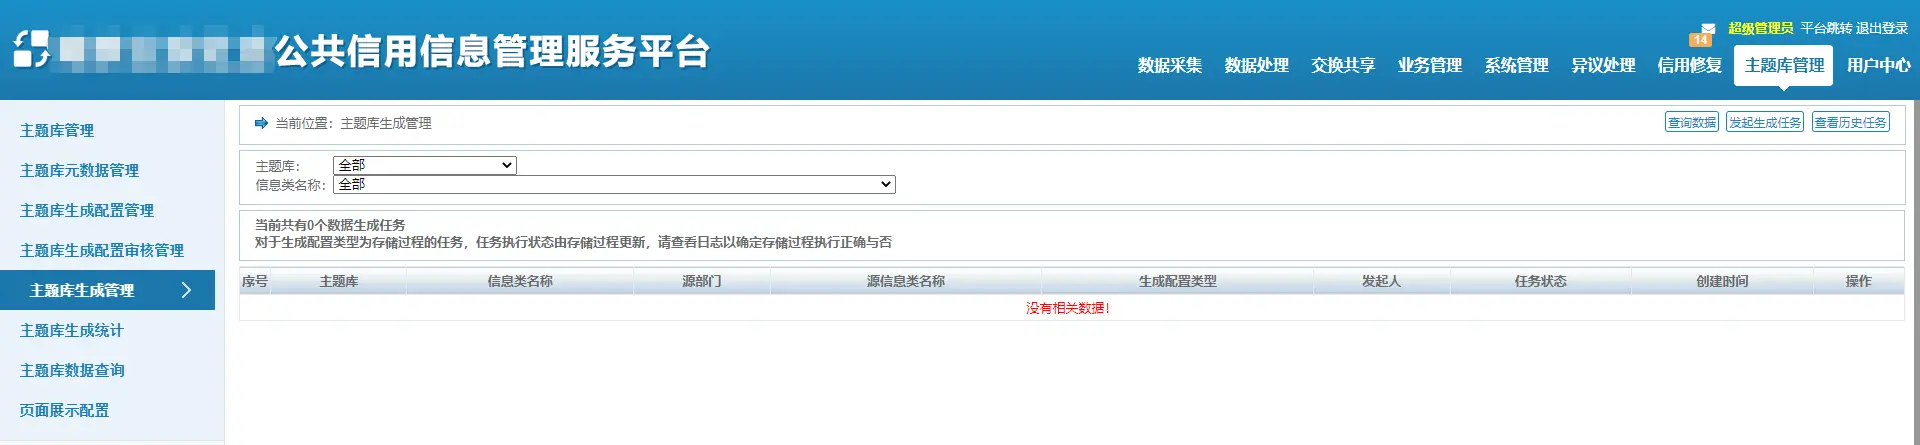 公共信用信息管理服务平台
14 超级管理员 平台跳转 退出登录
数据采集 数据处理 交换共享 业务管理 系统管理 异议处理 信用修复 主题库管理 用户中心
主题库管理
主题库元数据管理
主题库生成配置管理
主题库生成配置审核管理
主题库生成管理
主题库生成统计
主题库数据查询
页面展示配置
当前位置：主题库生成管理
查询数据 发起生成任务 查看历史任务
主题库： 全部
信息类名称： 全部
当前共有0个数据生成任务
对于生成配置类型为存储过程的任务，任务执行状态由存储过程更新，请查看日志以确定存储过程执行正确与否
序号 主题库 信息类名称 源部门 源信息类名称 生成配置类型 发起人 任务状态 创建时间 操作
没有相关数据！